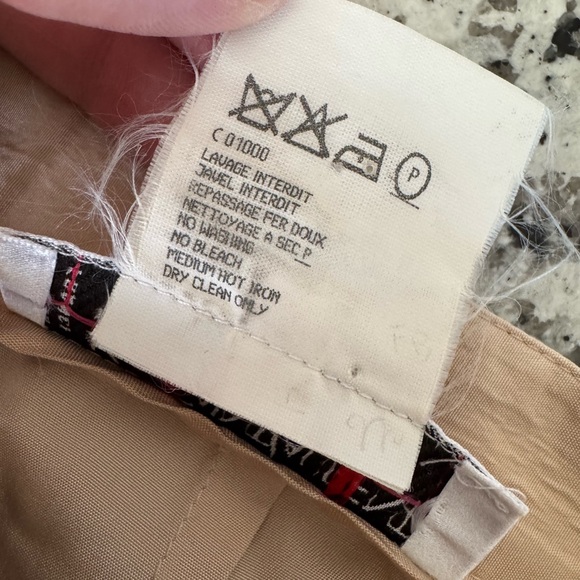 P
C 01000
LAVAGE INTERDIT
JAVEL INTERDIT
REPASSAGE FER DOUX
NETTOYAGE A SEC P
NO WASHING
NO BLEACH
MEDIUM HOT IRON
DRY CLEAN ONLY